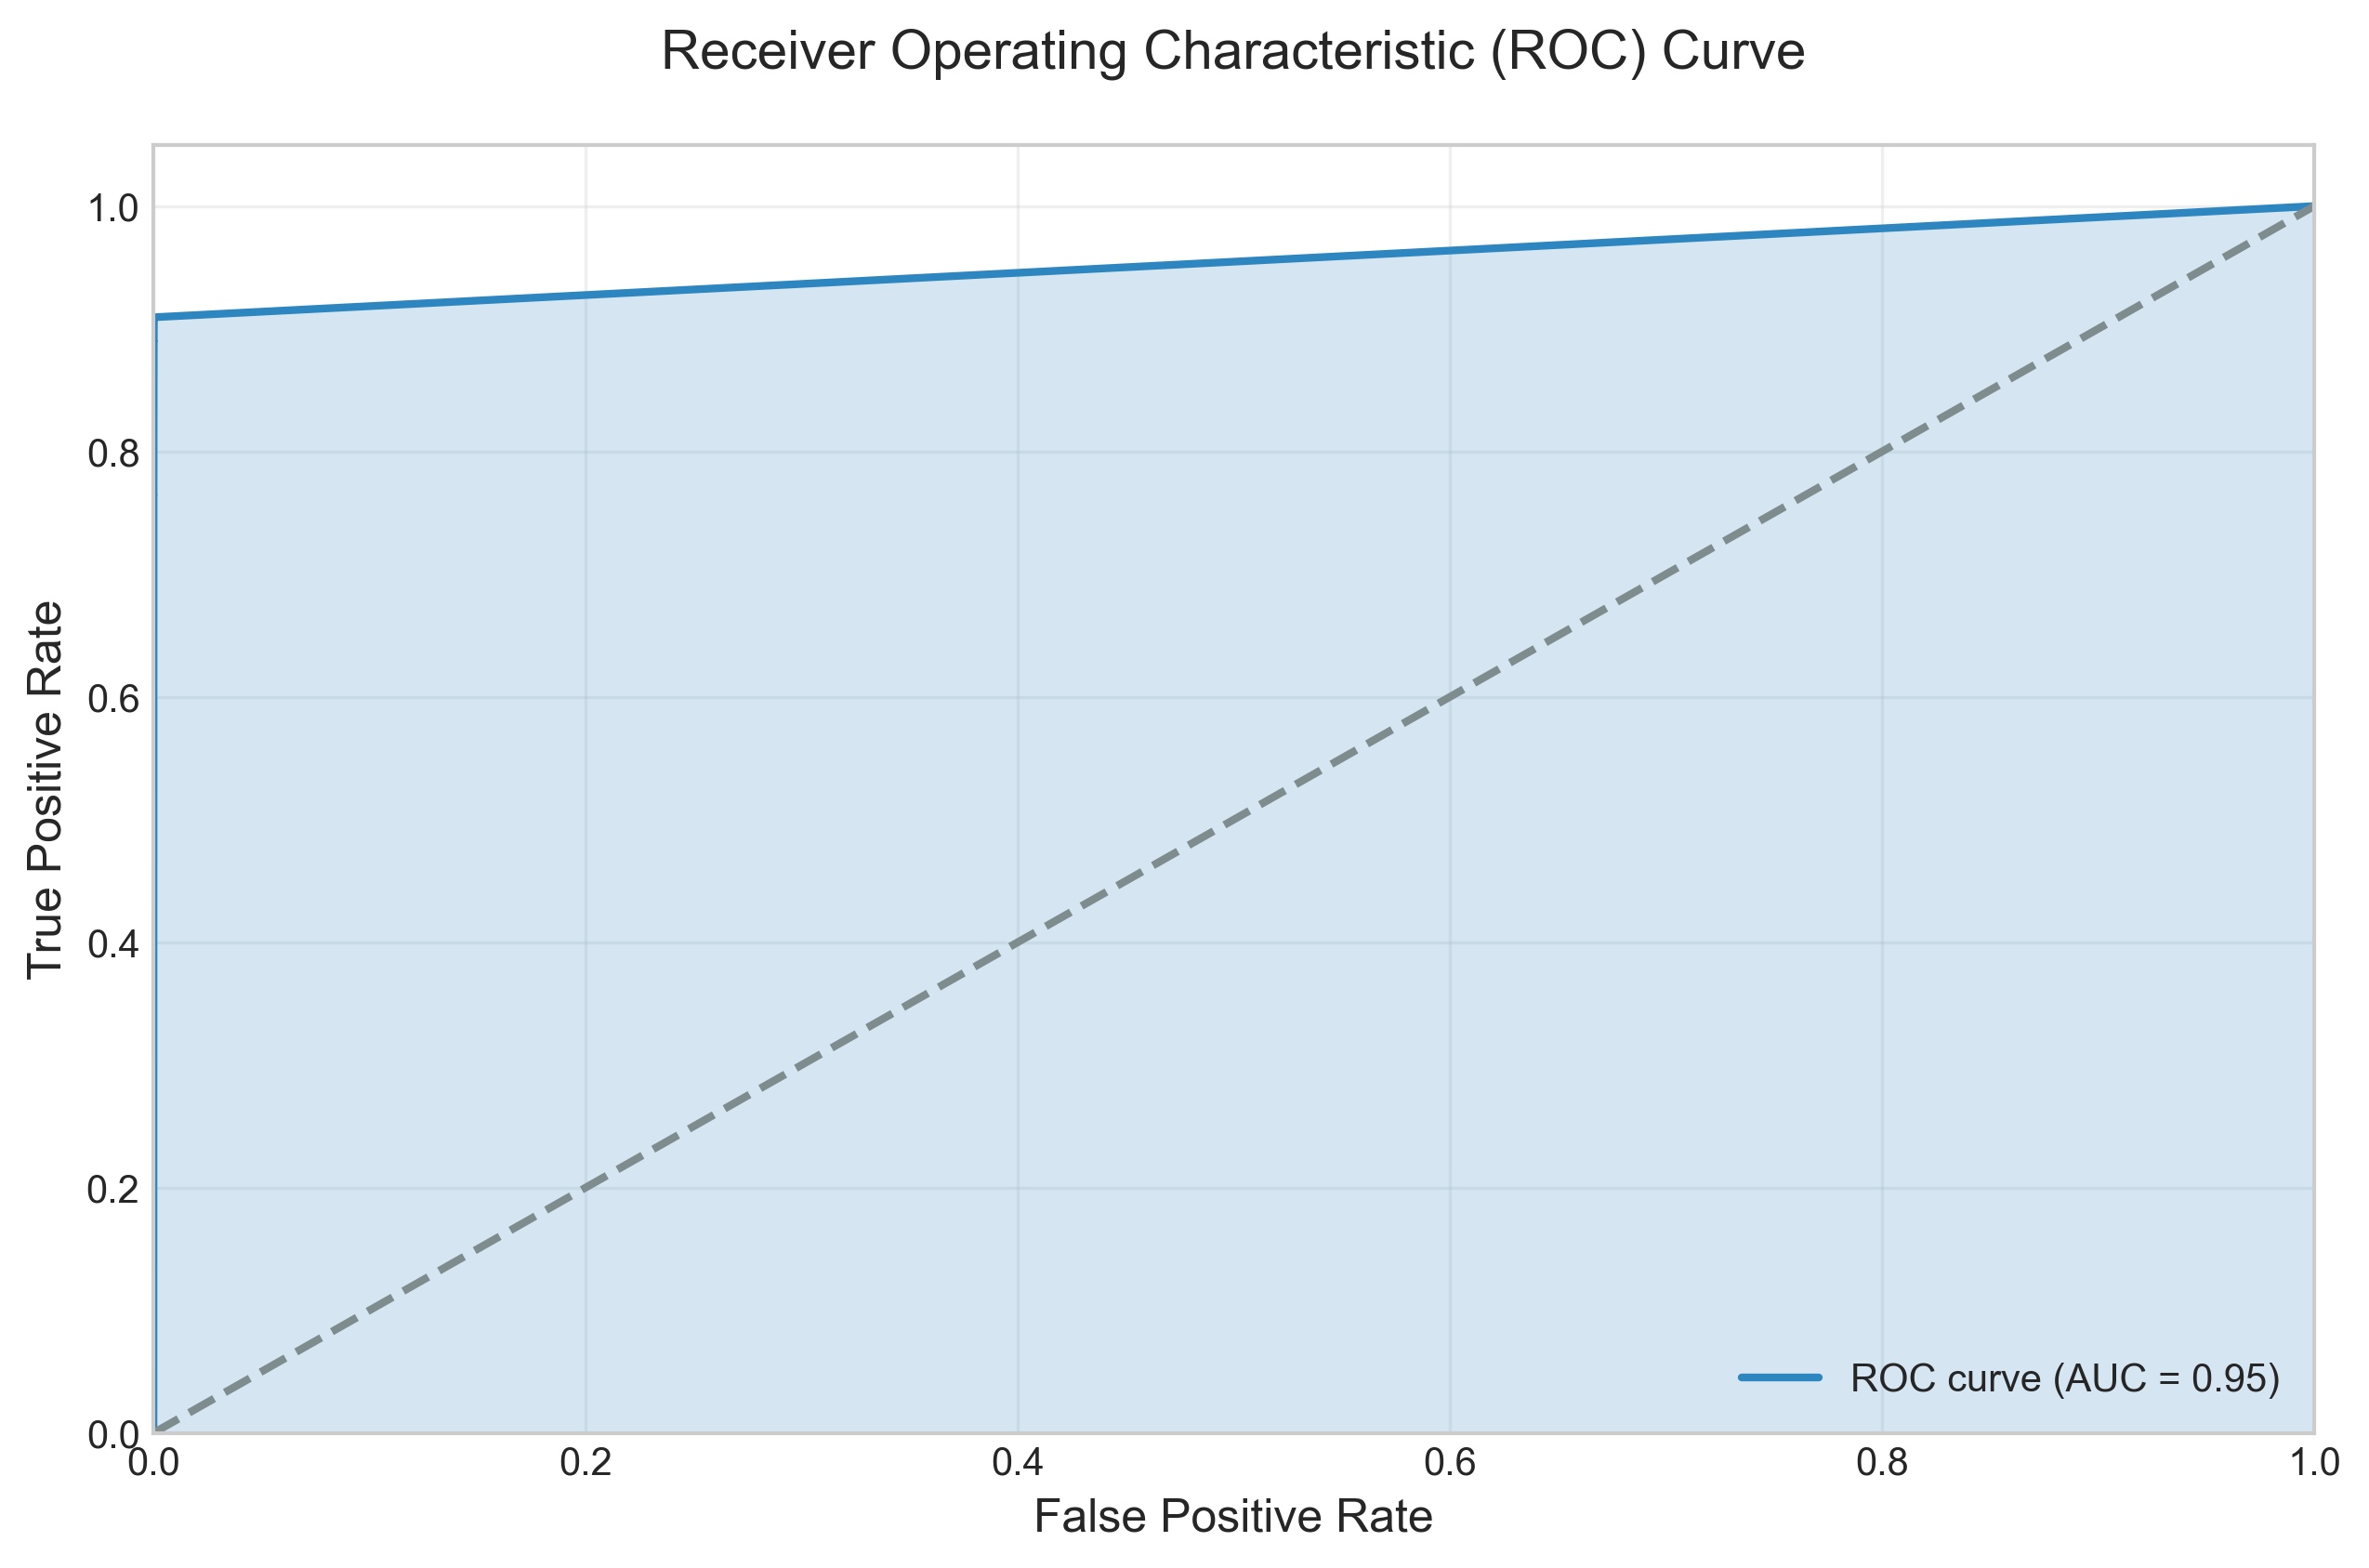 Receiver Operating Characteristic (ROC) Curve
True Positive Rate
1.0
0.8
0.6
0.4
0.2
0.0
ROC curve (AUC = 0.95)
0.0 0.2 0.4 0.6 0.8 1.0
False Positive Rate